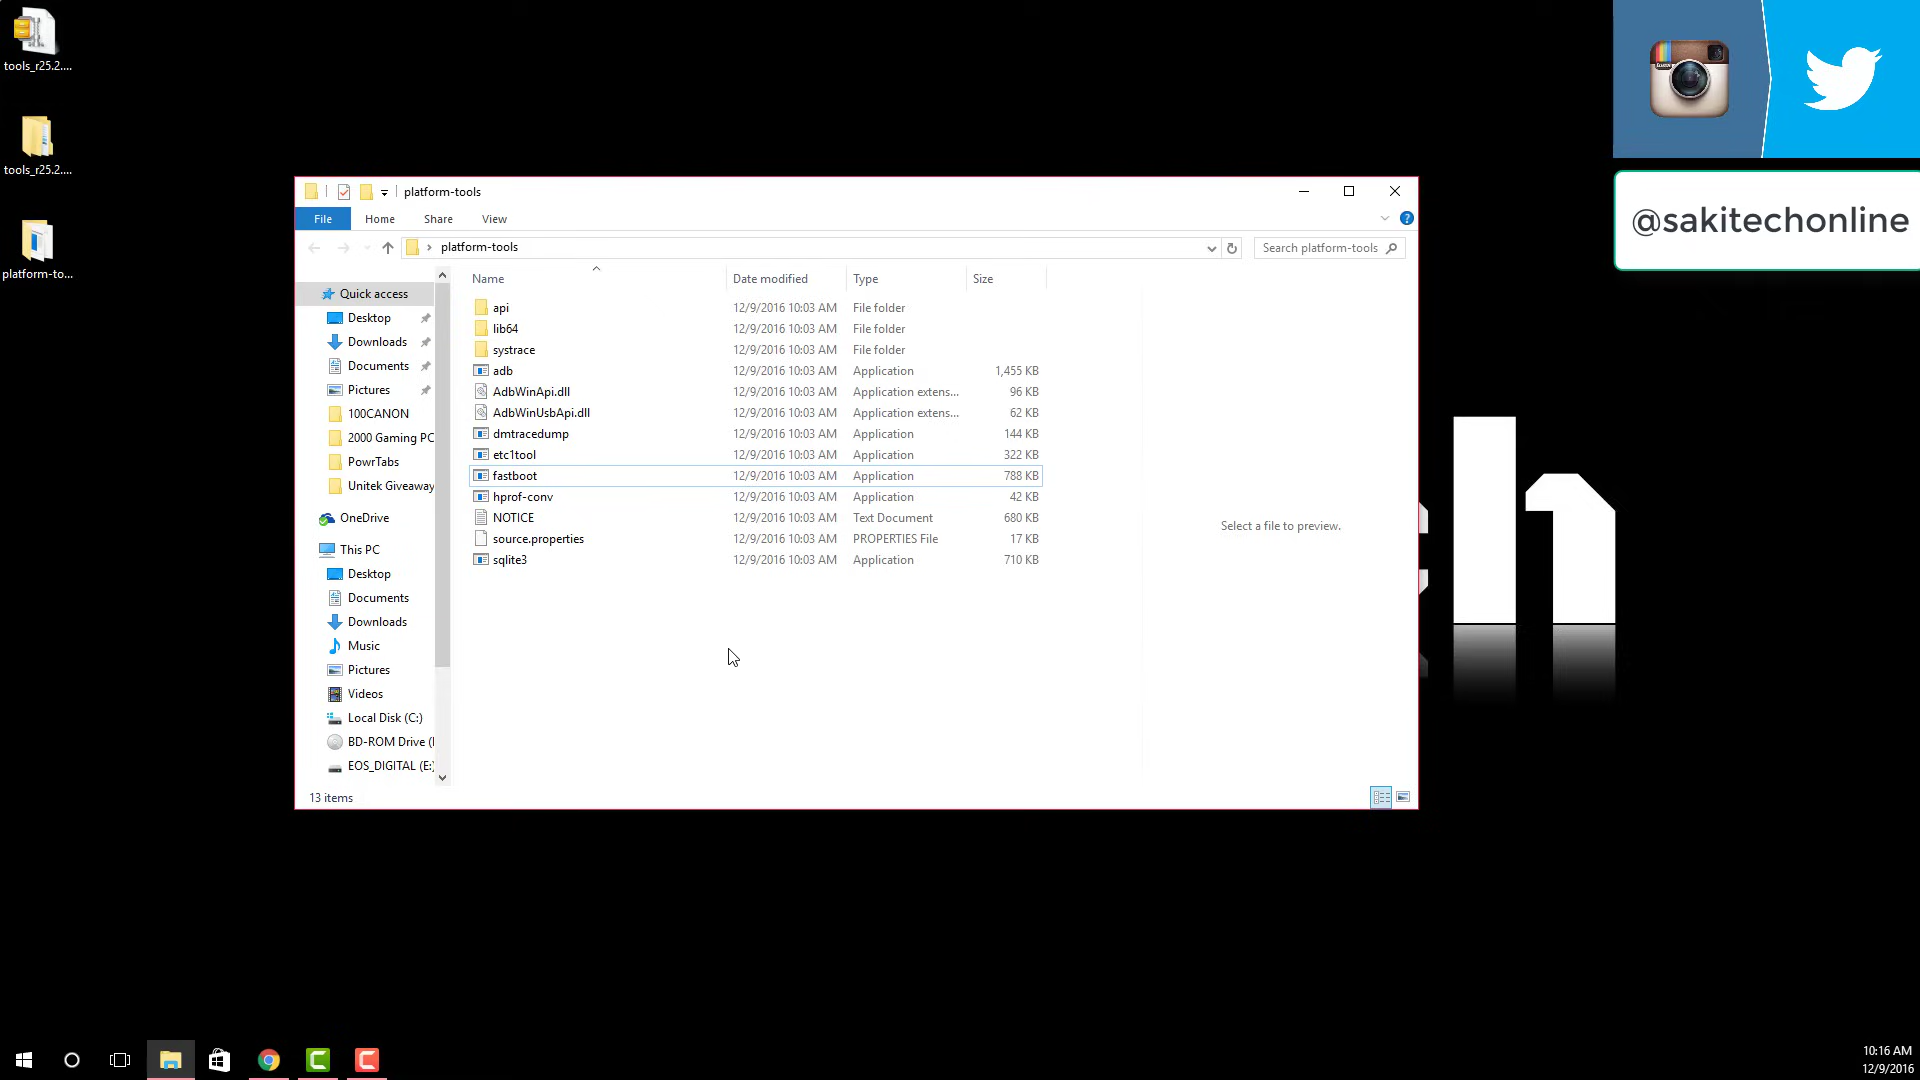 tools_r25.2....
tools_r25.2....
platform-to...
@sakitechonline
platform-tools
File Home Share View
platform-tools
Search platform-tools
Name Date modified Type Size
api 12/9/2016 10:03 AM File folder
lib64 12/9/2016 10:03 AM File folder
systrace 12/9/2016 10:03 AM File folder
adb 12/9/2016 10:03 AM Application 1,455 KB
AdbWinApi.dll 12/9/2016 10:03 AM Application extens... 96 KB
AdbWinUsbApi.dll 12/9/2016 10:03 AM Application extens... 62 KB
dmtracedump 12/9/2016 10:03 AM Application 144 KB
etc1tool 12/9/2016 10:03 AM Application 322 KB
fastboot 12/9/2016 10:03 AM Application 788 KB
hprof-conv 12/9/2016 10:03 AM Application 42 KB
NOTICE 12/9/2016 10:03 AM Text Document 680 KB
source.properties 12/9/2016 10:03 AM PROPERTIES File 17 KB
sqlite3 12/9/2016 10:03 AM Application 710 KB
Quick access
Desktop
Downloads
Documents
Pictures
100CANON
2000 Gaming PC
PowrTabs
Unitek Giveaway
OneDrive
This PC
Desktop
Documents
Downloads
Music
Pictures
Videos
Local Disk (C:)
BD-ROM Drive (
EOS_DIGITAL (E:)
Select a file to preview.
13 items
h
10:16 AM
12/9/2016